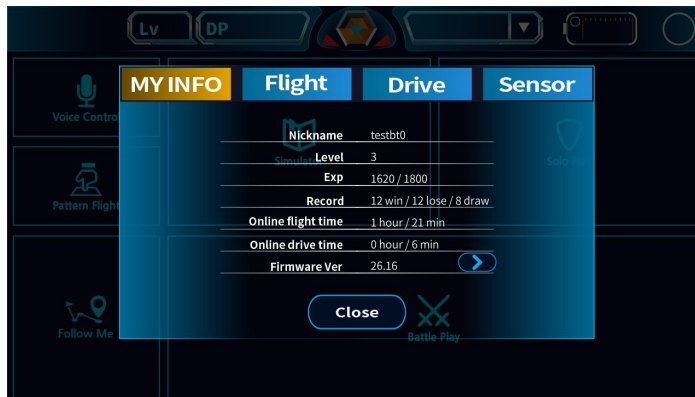 Lv DP
MY INFO Flight Drive Sensor
Voice Control
Nickname testbt0
Simulator
Level 3
Exp 1620 / 1800
Pattern Flight
Record 12 win / 12 lose / 8 draw
Online flight time 1 hour / 21 min
Online drive time 0 hour / 6 min
Firmware Ver 26.16
Close
Follow Me
Battle Play